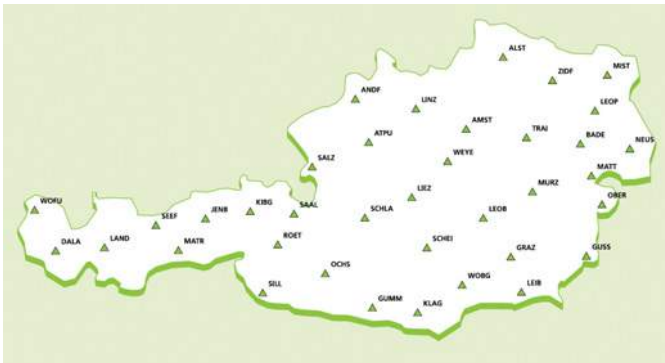 ALST
MIST
ZIDF
ANDF
LINZ
LEOP
AMST
TRAI
ATPU
BADE
NEUS
WEYE
SALZ
MATT
MURZ
LIEZ
OBER
WOFU
KIBG
SAAL
JENB
SCHLA
LEOB
SEEF
DALA
LAND
MATR
ROET
SCHEI
GRAZ
GUSS
OCHS
WOBG
SILL
LEIB
GUMM
KLAG